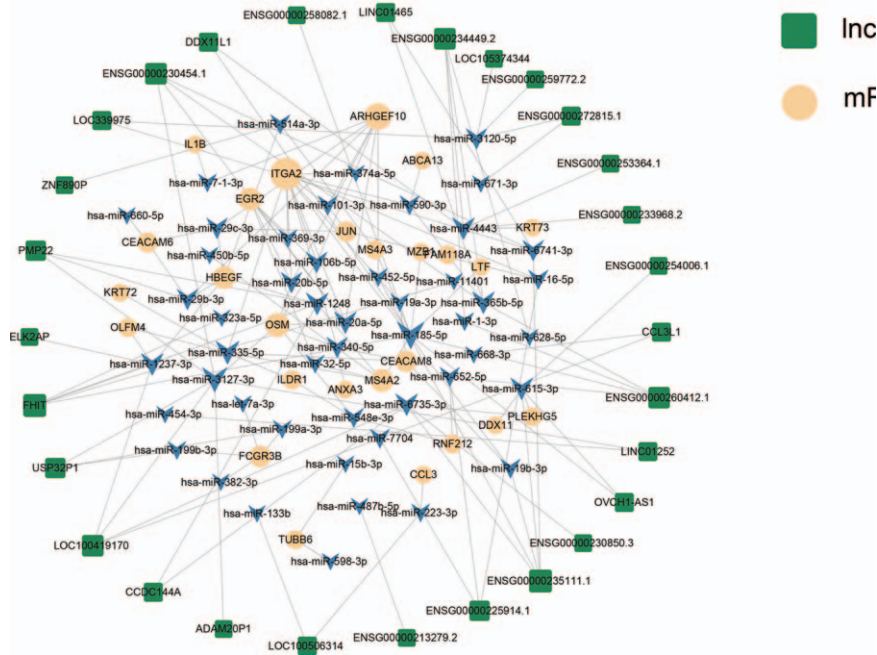 ENSG00000258082.1
LINC01465
DDX11L1
ENSG00000234449.2
lnc
LOC105374344
ENSG00000230454.1
ENSG00000259772.2
ARHGEF10
mR
LOC339975
hsa-miR-514a-3p
ENSG00000272815.1
hsa-miR-3120-5p
IL1B
ABCA13
ENSG00000253364.1
ITGA2
hsa-miR-374a-5p
ZNF890P
hsa-miR-7-1-3p
hsa-miR-671-3p
EGR2
hsa-miR-101-3p
hsa-miR-590-3p
ENSG00000233968.2
hsa-miR-660-5p
hsa-miR-29c-3p
hsa-miR-4443
KRT73
JUN
CEACAM6
hsa-miR-369-3p
PMP22
hsa-miR-450b-5p
MS4A3
MZB1
FAM118A
hsa-miR-6741-3p
hsa-miR-106b-5p
LTF
ENSG00000254006.1
HBEGF
hsa-miR-20b-5p
hsa-miR-452-5p
hsa-miR-11401
hsa-miR-16-5p
KRT72
hsa-miR-29b-3p
hsa-miR-1248
hsa-miR-19a-3p
hsa-miR-365b-5p
hsa-miR-323a-5p
OLFM4
OSM
hsa-miR-20a-5p
hsa-miR-1-3p
CCL3L1
ELK2AP
hsa-miR-185-5p
hsa-miR-628-5p
hsa-miR-335-5p
hsa-miR-340-5p
hsa-miR-668-3p
hsa-miR-1237-3p
hsa-miR-32-5p
CEACAM8
hsa-miR-3127-3p
ILDR1
MS4A2
hsa-miR-652-5p
hsa-miR-615-3p
ENSG00000260412.1
ANXA3
FHIT
hsa-let-7a-3p
hsa-miR-6735-3p
hsa-miR-454-3p
hsa-miR-548e-3p
PLEKHG5
hsa-miR-199a-3p
DDX11
hsa-miR-7704
RNF212
hsa-miR-199b-3p
LINC01252
FCGR3B
hsa-miR-15b-3p
USP32P1
hsa-miR-19b-3p
CCL3
hsa-miR-382-3p
OVCH1-AS1
hsa-miR-487b-5p
hsa-miR-133b
hsa-miR-223-3p
TUBB6
LOC100419170
ENSG00000230850.3
hsa-miR-598-3p
ENSG00000235111.1
CCDC144A
ENSG00000225914.1
ADAM20P1
ENSG00000213279.2
LOC100506314